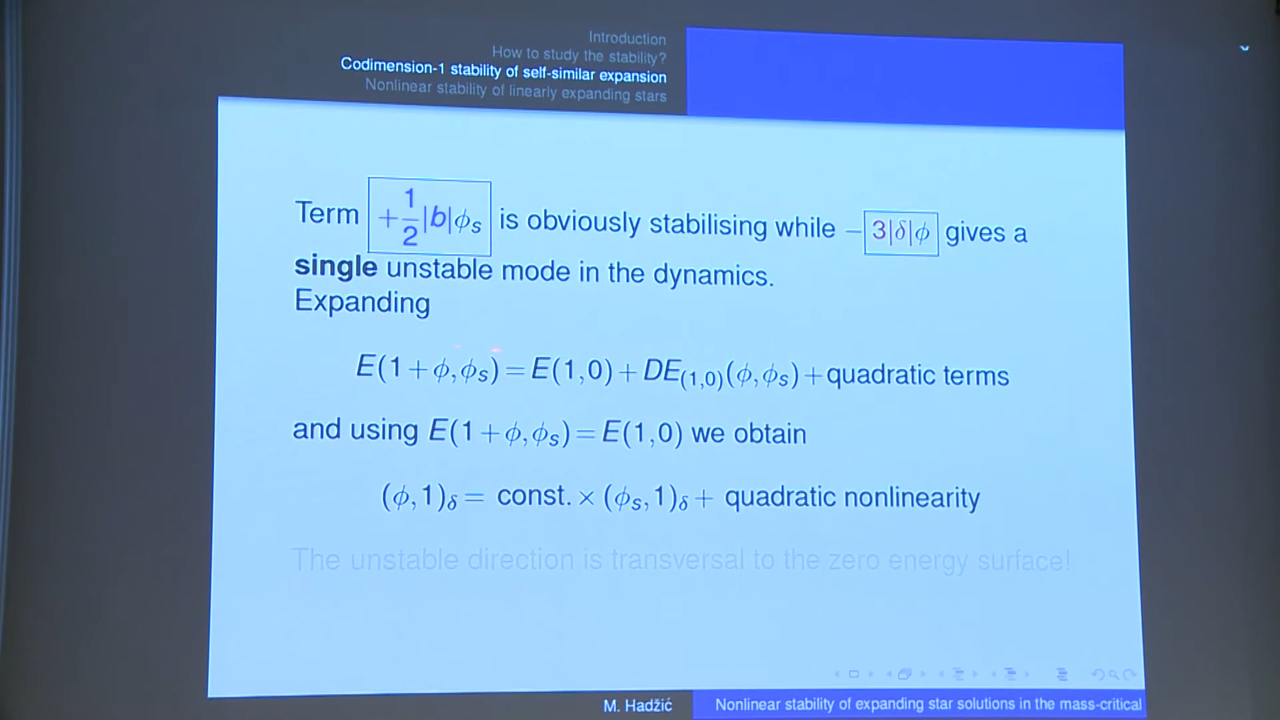 Introduction
How to study the stability?
Codimension-1 stability of self-similar expansion
Nonlinear stability of linearly expanding stars
Term +1/2|b|ϕₛ is obviously stabilising while −3|δ|ϕ gives a
single unstable mode in the dynamics.
Expanding
E(1+ϕ,ϕₛ)=E(1,0)+DE₍₁,₀₎(ϕ,ϕₛ)+quadratic terms
and using E(1+ϕ,ϕₛ)=E(1,0) we obtain
(ϕ,1)_δ = const. × (ϕₛ,1)_δ + quadratic nonlinearity
The unstable direction is transversal to the zero energy surface!
M. Hadžić
Nonlinear stability of expanding star solutions in the mass-critical